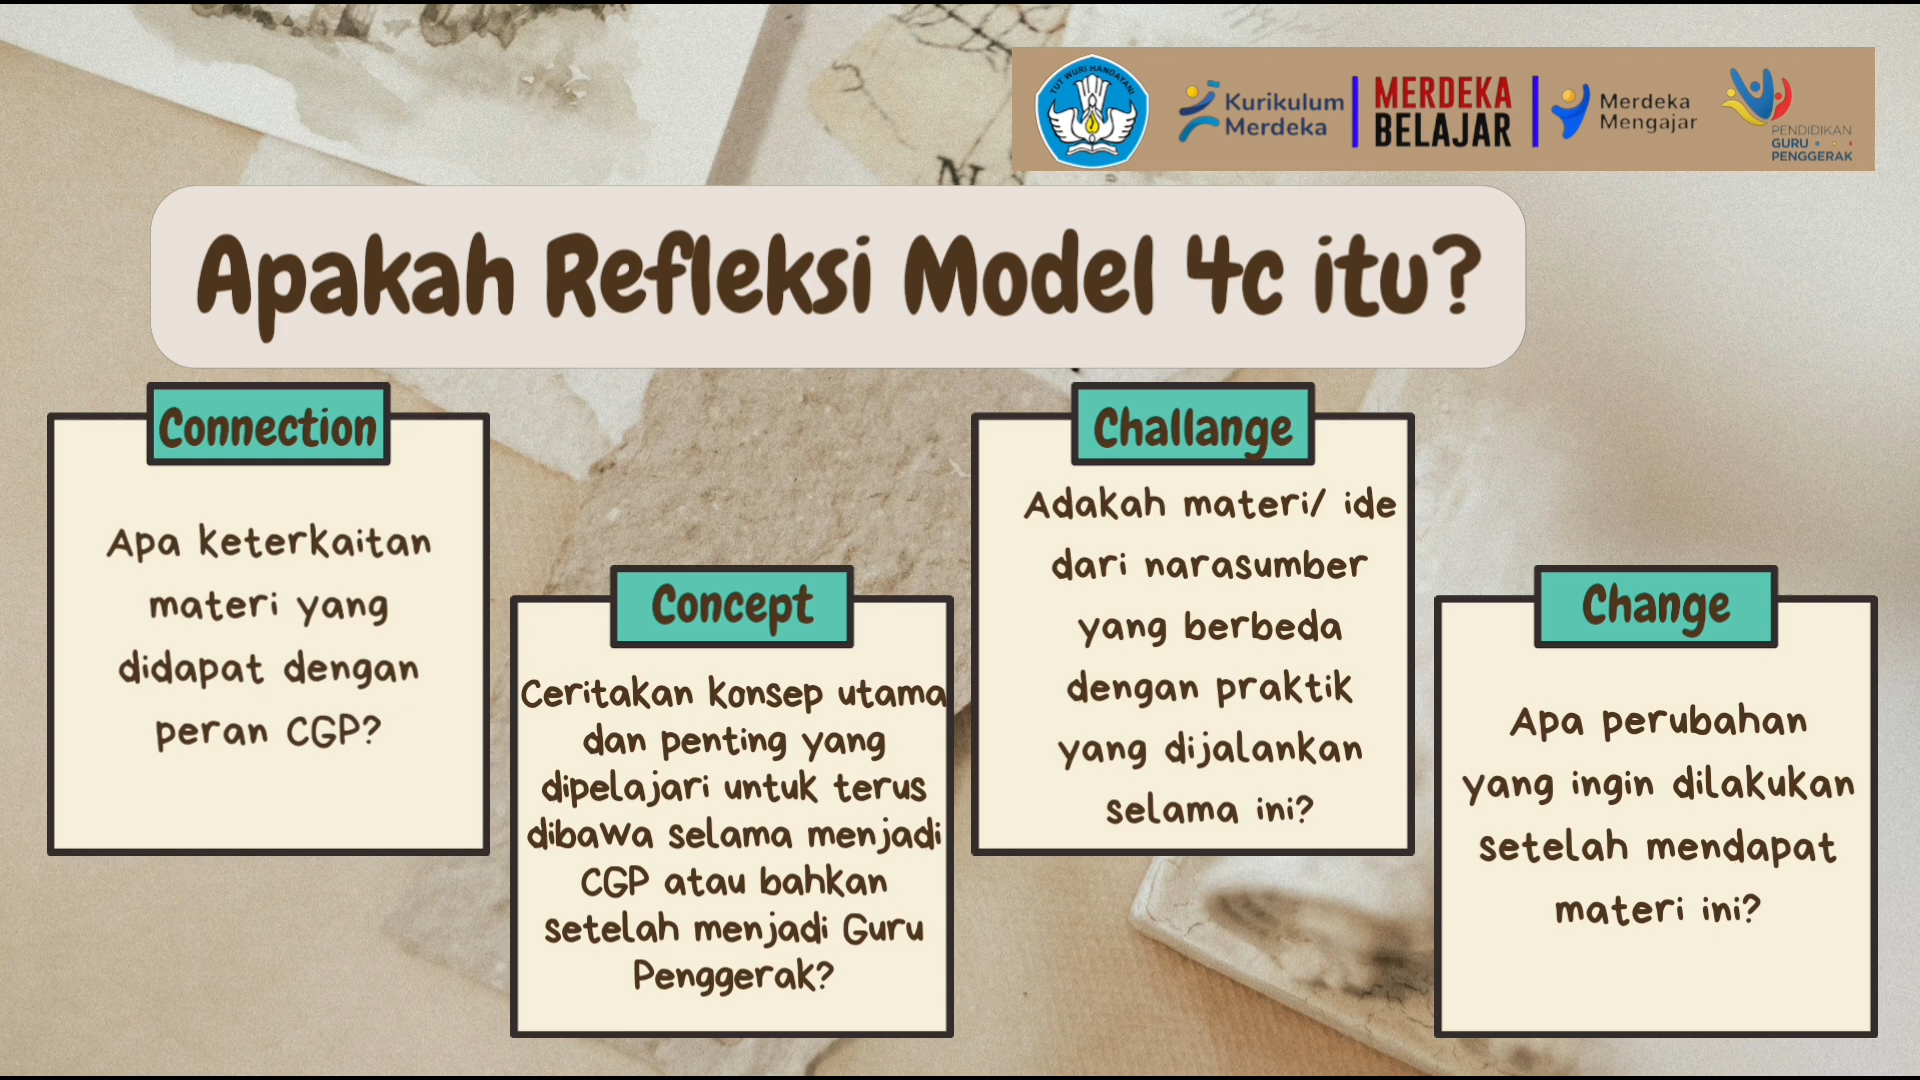 TUT WURI HANDAYANI
Kurikulum
Merdeka
MERDEKA
BELAJAR
Merdeka
Mengajar
PENDIDIKAN
GURU
PENGGERAK
Apakah Refleksi Model 4c itu?
Connection
Apa keterkaitan
materi yang
didapat dengan
peran CGP?
Concept
Ceritakan konsep utama
dan penting yang
dipelajari untuk terus
dibawa selama menjadi
CGP atau bahkan
setelah menjadi Guru
Penggerak?
Challange
Adakah materi/ ide
dari narasumber
yang berbeda
dengan praktik
yang dijalankan
selama ini?
Change
Apa perubahan
yang ingin dilakukan
setelah mendapat
materi ini?